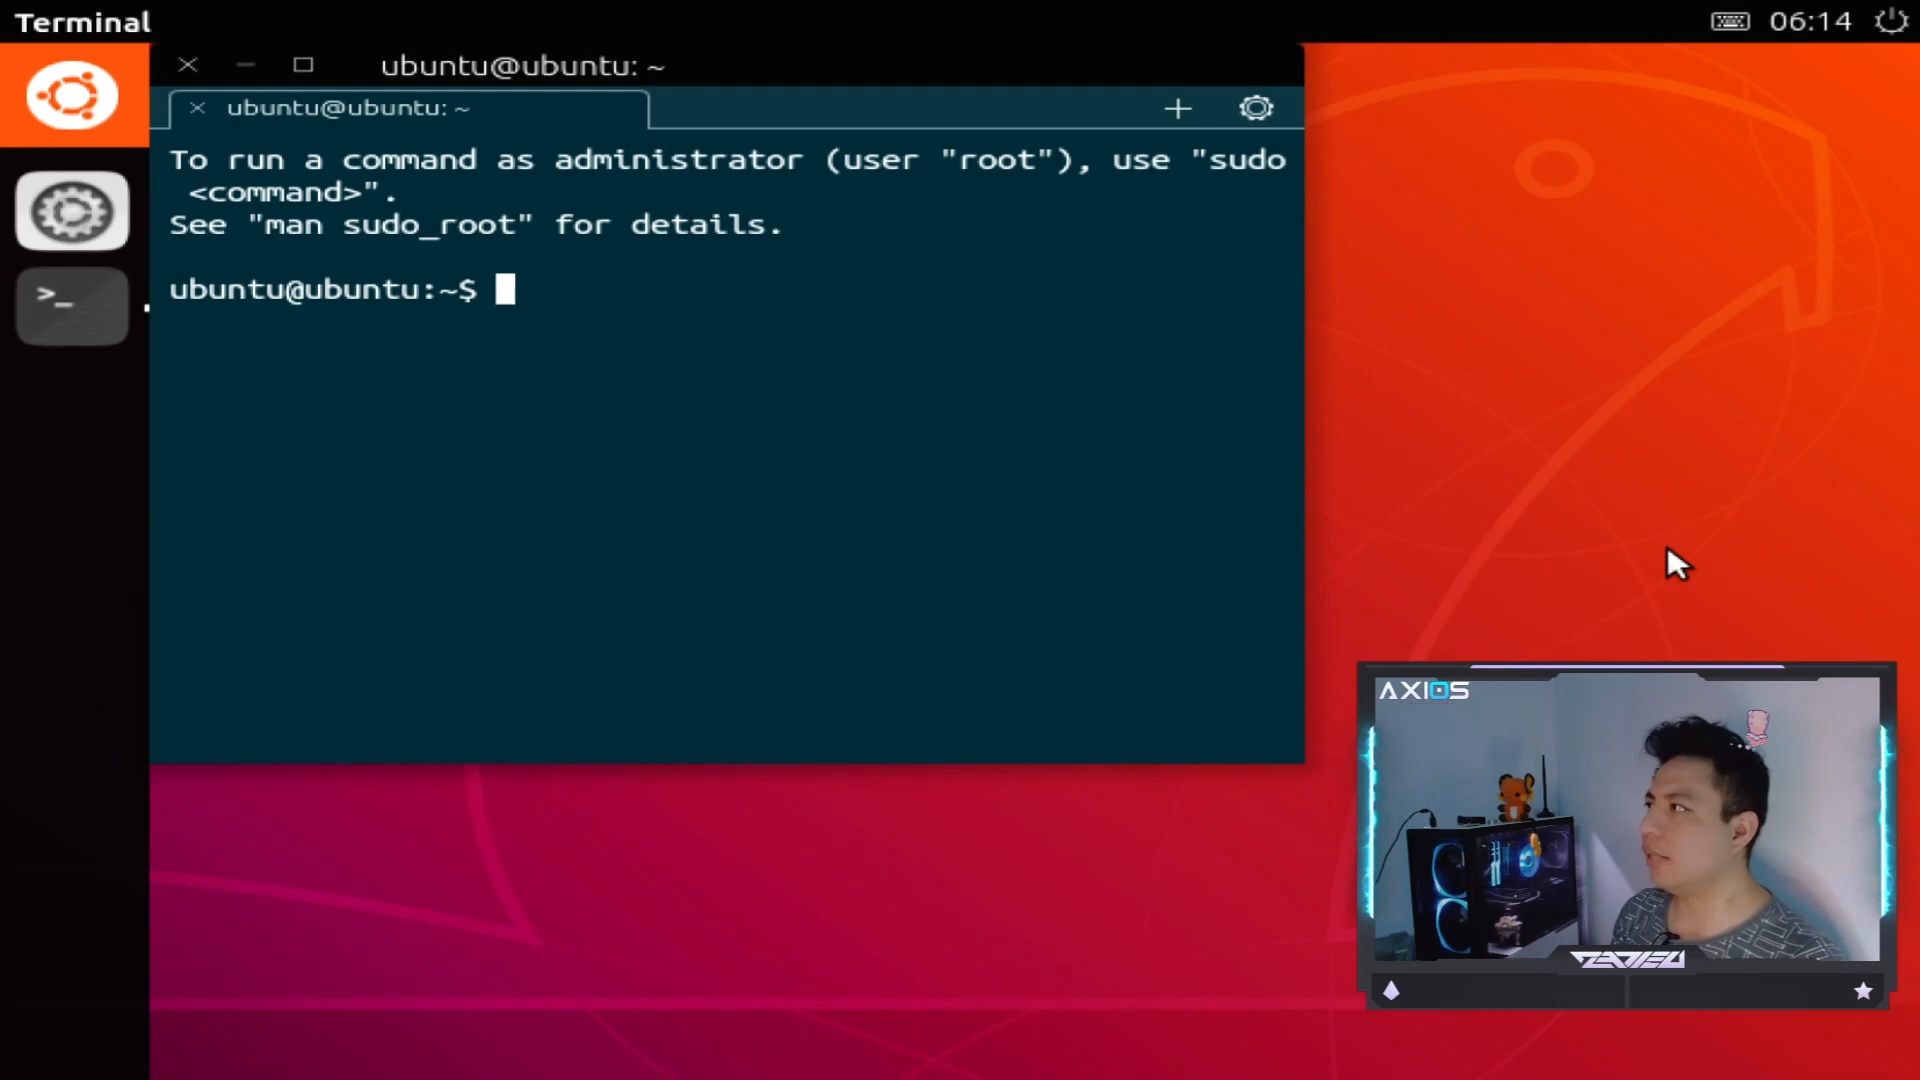 Terminal
06:14
ubuntu@ubuntu: ~
ubuntu@ubuntu: ~
To run a command as administrator (user "root"), use "sudo
<command>".
See "man sudo_root" for details.
ubuntu@ubuntu:~$
>_
AXIOS